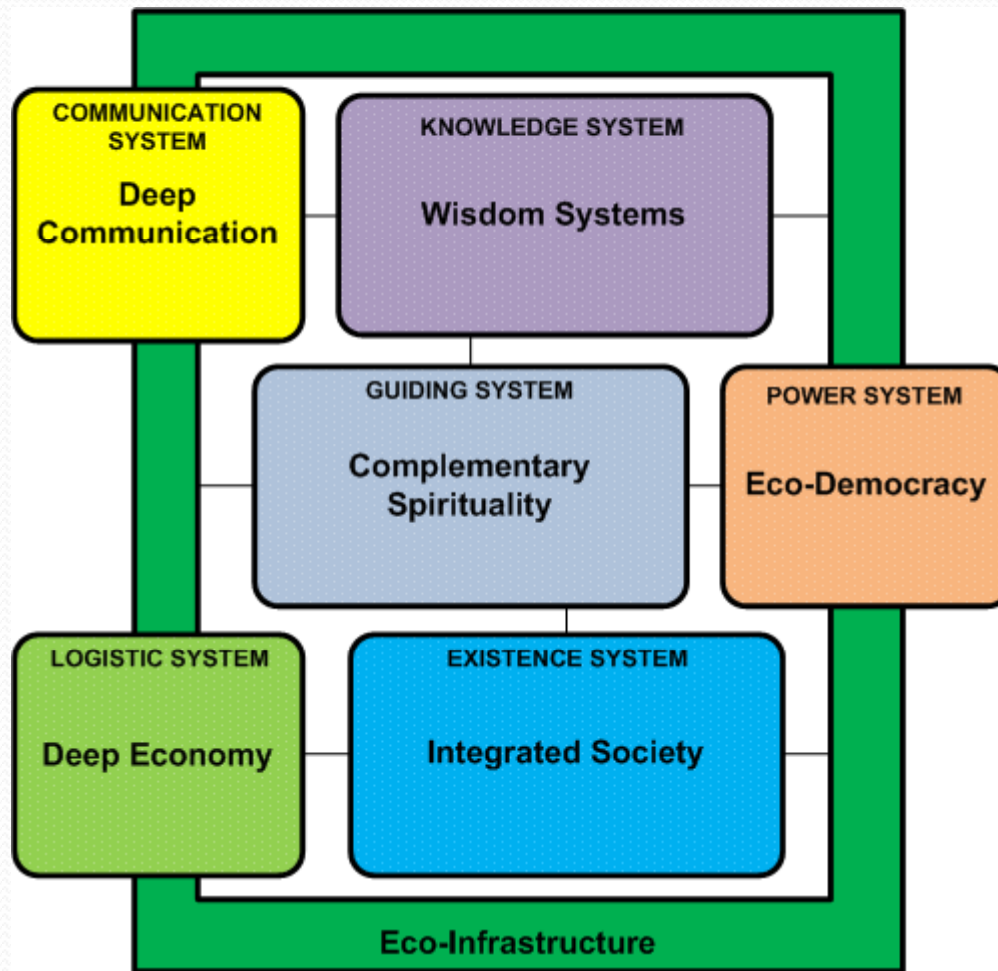 COMMUNICATION
SYSTEM
Deep
Communication
KNOWLEDGE SYSTEM
Wisdom Systems
GUIDING SYSTEM
Complementary
Spirituality
POWER SYSTEM
Eco-Democracy
LOGISTIC SYSTEM
Deep Economy
EXISTENCE SYSTEM
Integrated Society
Eco-Infrastructure